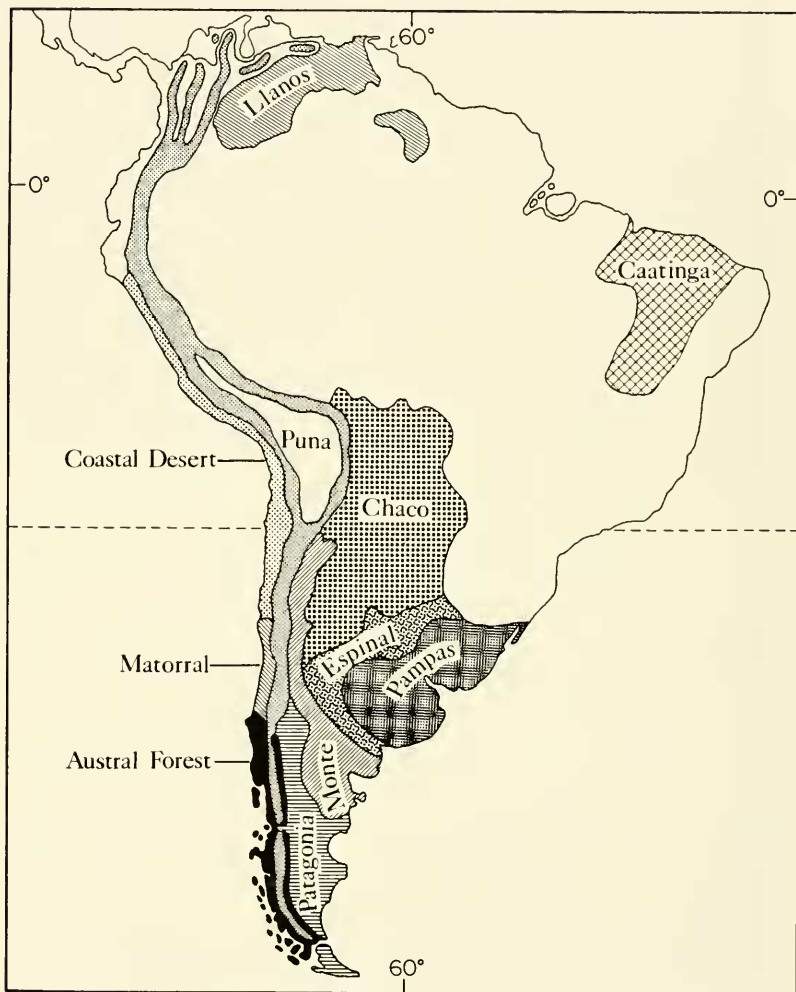 60°
Llanos
0°
0°
Caatinga
Puna
Coastal Desert
Chaco
Espinal
Matorral
Pampas
Austral Forest
Monte
Patagonia
60°